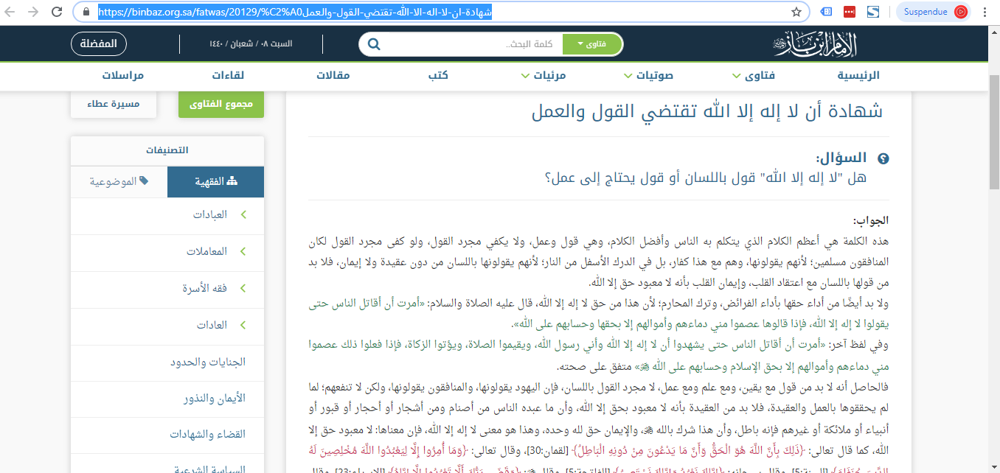 https://binbaz.org.sa/fatwas/20129/%C2%A0شهادة-ان-لا-اله-الا-الله-تقتضي-القول-والعمل
Suspendue
الإمام ابن باز
فتاوى
كلمة البحث..
السبت ٠٨ / شعبان / ١٤٤٠
المفضلة
الرئيسية
فتاوى
صوتيات
مرئيات
كتب
مقالات
لقاءات
مراسلات
شهادة أن لا إله إلا الله تقتضي القول والعمل
السؤال:
هل "لا إله إلا الله" قول باللسان أو قول يحتاج إلى عمل؟
الجواب:
هذه الكلمة هي أعظم الكلام الذي يتكلم به الناس وأفضل الكلام، وهي قول وعمل، ولا يكفي مجرد القول، ولو كفى مجرد القول لكان
المنافقون مسلمين؛ لأنهم يقولونها، وهم مع هذا كفار، بل في الدرك الأسفل من النار؛ لأنهم يقولونها باللسان من دون عقيدة ولا إيمان، فلا بد
من قولها باللسان مع اعتقاد القلب، وإيمان القلب بأنه لا معبود حق إلا الله.
ولا بد أيضًا من أداء حقها بأداء الفرائض، وترك المحارم؛ لأن هذا من حق لا إله إلا الله، قال عليه الصلاة والسلام: «أمرت أن أقاتل الناس حتى
يقولوا لا إله إلا الله، فإذا قالوها عصموا مني دماءهم وأموالهم إلا بحقها وحسابهم على الله».
وفي لفظ آخر: «أمرت أن أقاتل الناس حتى يشهدوا أن لا إله إلا الله وأني رسول الله، ويقيموا الصلاة، ويؤتوا الزكاة، فإذا فعلوا ذلك عصموا
مني دماءهم وأموالهم إلا بحق الإسلام وحسابهم على الله » متفق على صحته.
فالحاصل أنه لا بد من قول مع يقين، ومع علم ومع عمل، لا مجرد القول باللسان، فإن اليهود يقولونها، والمنافقون يقولونها، ولكن لا تنفعهم؛ لما
لم يحققوها بالعمل والعقيدة، فلا بد من العقيدة بأنه لا معبود بحق إلا الله، وأن ما عبده الناس من أصنام ومن أشجار أو أحجار أو قبور أو
أنبياء أو ملائكة أو غيرهم فإنه باطل، وأن هذا شرك بالله ، والإيمان حق لله وحده، وهذا هو معنى لا إله إلا الله، فإن معناها: لا معبود حق إلا
الله، كما قال تعالى: {ذَلِكَ بِأَنَّ اللَّهَ هُوَ الْحَقُّ وَأَنَّ مَا يَدْعُونَ مِنْ دُونِهِ الْبَاطِلُ} [لقمان:30]، وقال تعالى: {وَمَا أُمِرُوا إِلَّا لِيَعْبُدُوا اللَّهَ مُخْلِصِينَ لَهُ
مجموع الفتاوى
مسيرة عطاء
التصنيفات
الفقهية
الموضوعية
العبادات
المعاملات
فقه الأسرة
العادات
الجنايات والحدود
الأيمان والنذور
القضاء والشهادات
السياسة الشرعية